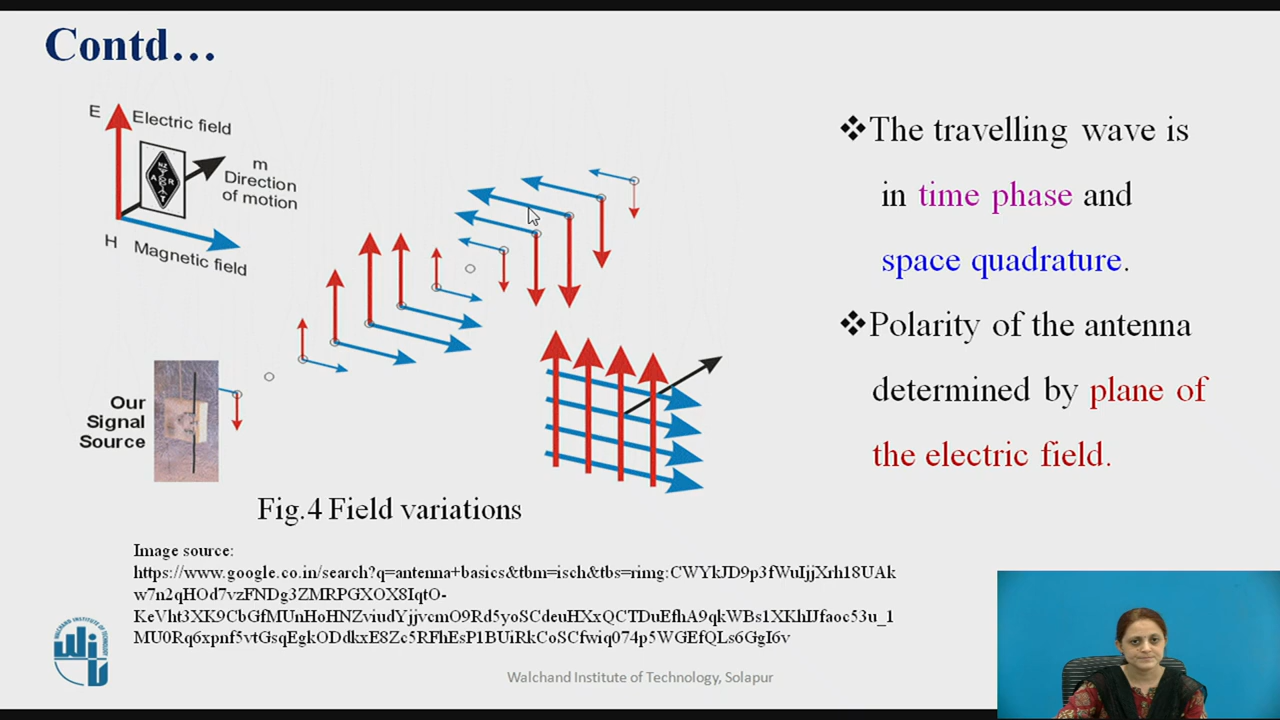 Contd…
E Electric field
m
Direction
of motion
H Magnetic field
Our
Signal
Source
Fig.4 Field variations
❖The travelling wave is
in time phase and
space quadrature.
❖Polarity of the antenna
determined by plane of
the electric field.
Image source:
https://www.google.co.in/search?q=antenna+basics&tbm=isch&tbs=rimg:CWYkJD9p3fWuIjjXrh18UAk
w7n2qHOd7vzFNDg3ZMRPGXOX8IqtO-
KeVht3XK9CbGfMUnHoHNZviudYjjvcmO9Rd5yoSCdeuHXxQCTDuEfhA9qkWBs1XKhIJfaoc53u_1
MU0Rq6xpnf5vtGsqEgkODdkxE8Zc5RFhEsP1BUiRkCoSCfwiq074p5WGEfQLs6GgI6v
Walchand Institute of Technology, Solapur